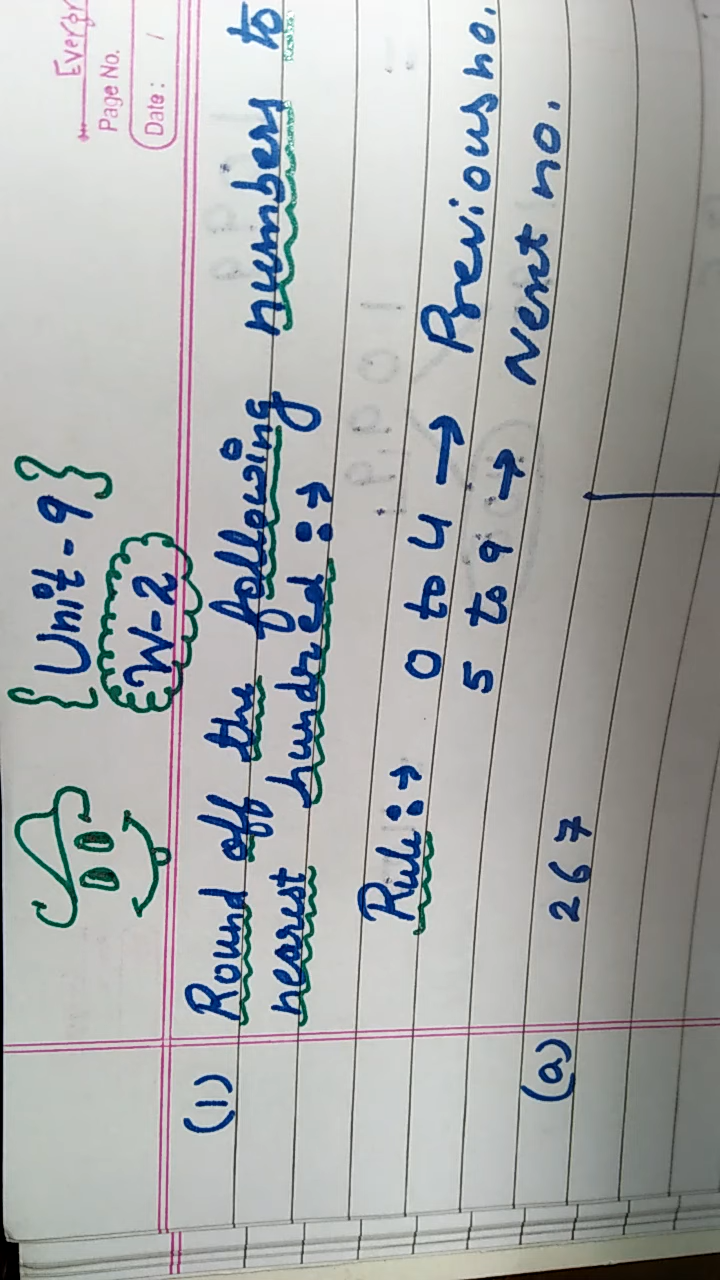 Page No.
Date: /
{Unit-9}
W-2
(1) Round off the following numbers to
nearest hundred :→
Rule :→ 0 to 4 → Previous no.
5 to 9 → Next no.
(a) 267